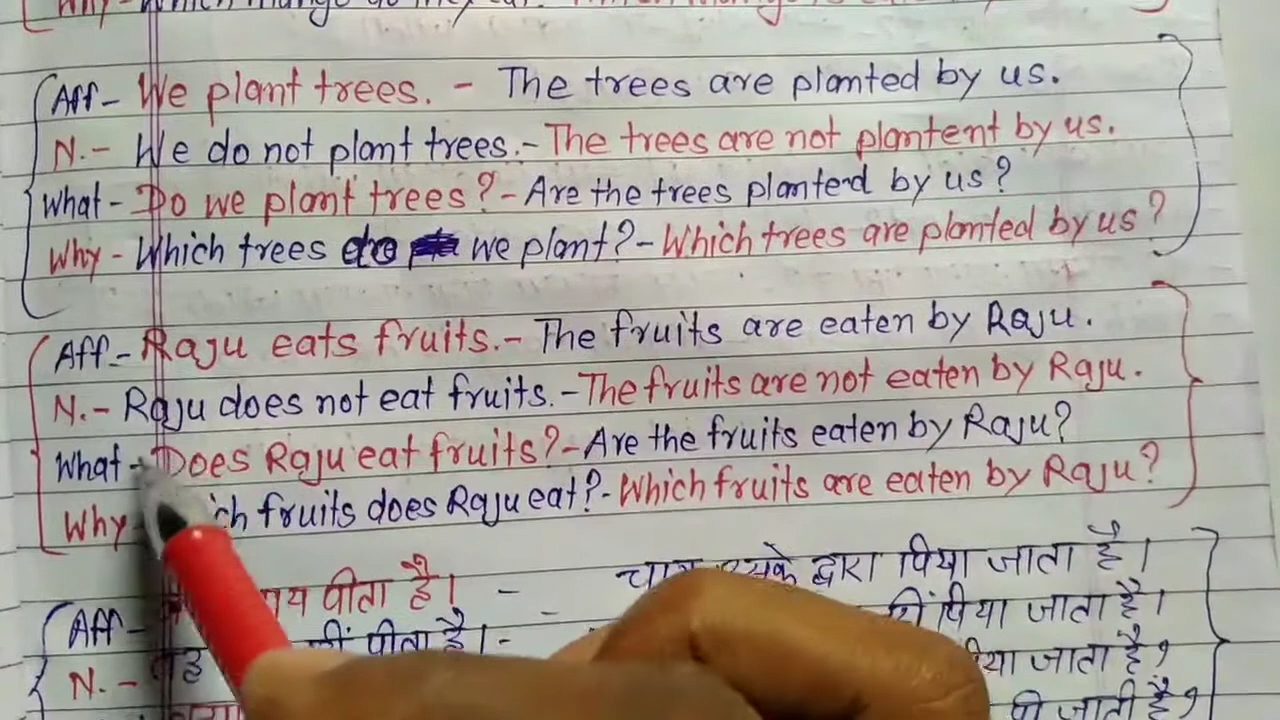 Aff- We plant trees. - The trees are planted by us.
N.- We do not plant trees.- The trees are not plantent by us.
What - Do we plant trees? - Are the trees planted by us?
Why - Which trees do we plant? - Which trees are planted by us?
Aff- Raju eats fruits.- The fruits are eaten by Raju.
N.- Raju does not eat fruits.-The fruits are not eaten by Raju.
What - Does Raju eat fruits?- Are the fruits eaten by Raju?
Why fruits does Raju eat?- Which fruits are eaten by Raju?
Aff- पीता है। - द्वारा पिया जाता है।
N.- वह पीता है।- पिया जाता है।
जाता है?
जाती है?